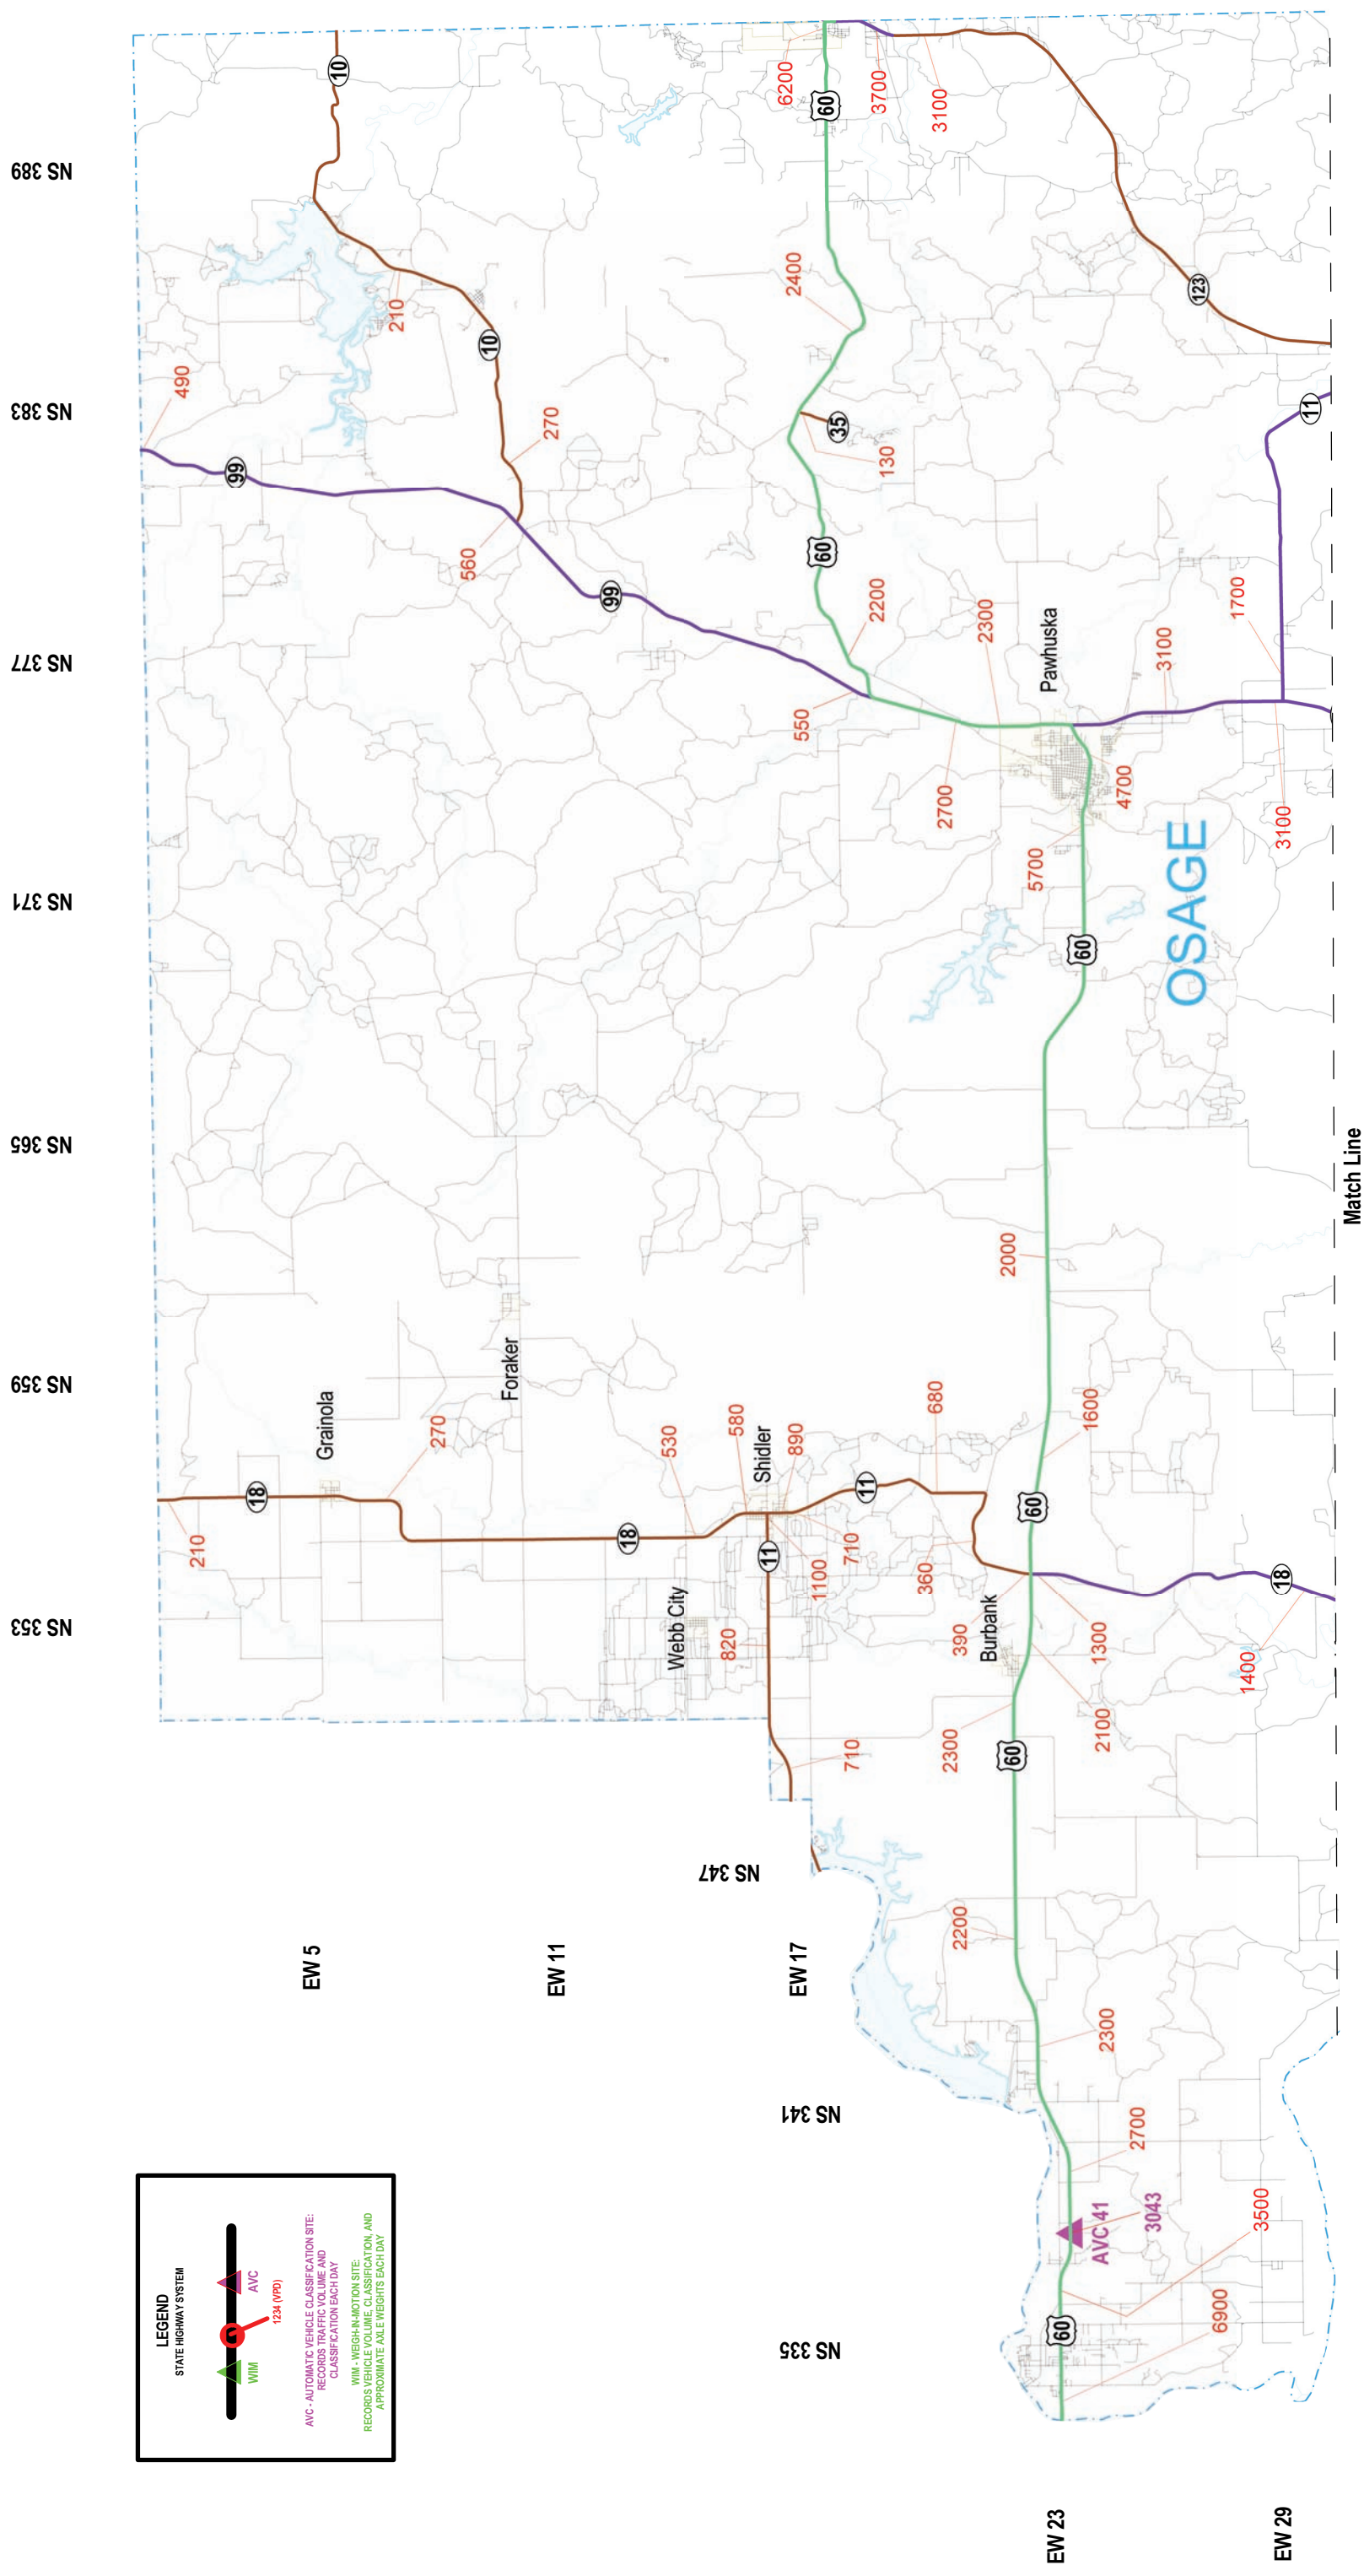 LEGEND
STATE HIGHWAY SYSTEM
WIM
AVC
1234 (VPD)
AVC - AUTOMATIC VEHICLE CLASSIFICATION SITE:
RECORDS TRAFFIC VOLUME AND
CLASSIFICATION EACH DAY
WIM - WEIGH-IN-MOTION SITE:
RECORDS VEHICLE VOLUME, CLASSIFICATION, AND
APPROXIMATE AXLE WEIGHTS EACH DAY
NS 353
NS 359
NS 365
NS 371
NS 377
NS 383
NS 389
EW 5
EW 11
EW 17
EW 23
EW 29
NS 335
NS 341
NS 347
210
18
Grainola
270
Foraker
18
530
580
Shidler
890
Webb City
820
11
1100
710
11
710
680
360
390
Burbank
1300
2100
2300
60
60
1600
18
1400
2200
2300
2700
AVC 41
3043
3500
60
6900
2000
60
OSAGE
5700
4700
Pawhuska
2700
2300
550
2200
3100
3100
1700
11
490
99
560
99
270
10
210
10
60
35
130
2400
60
6200
3700
3100
123
Match Line